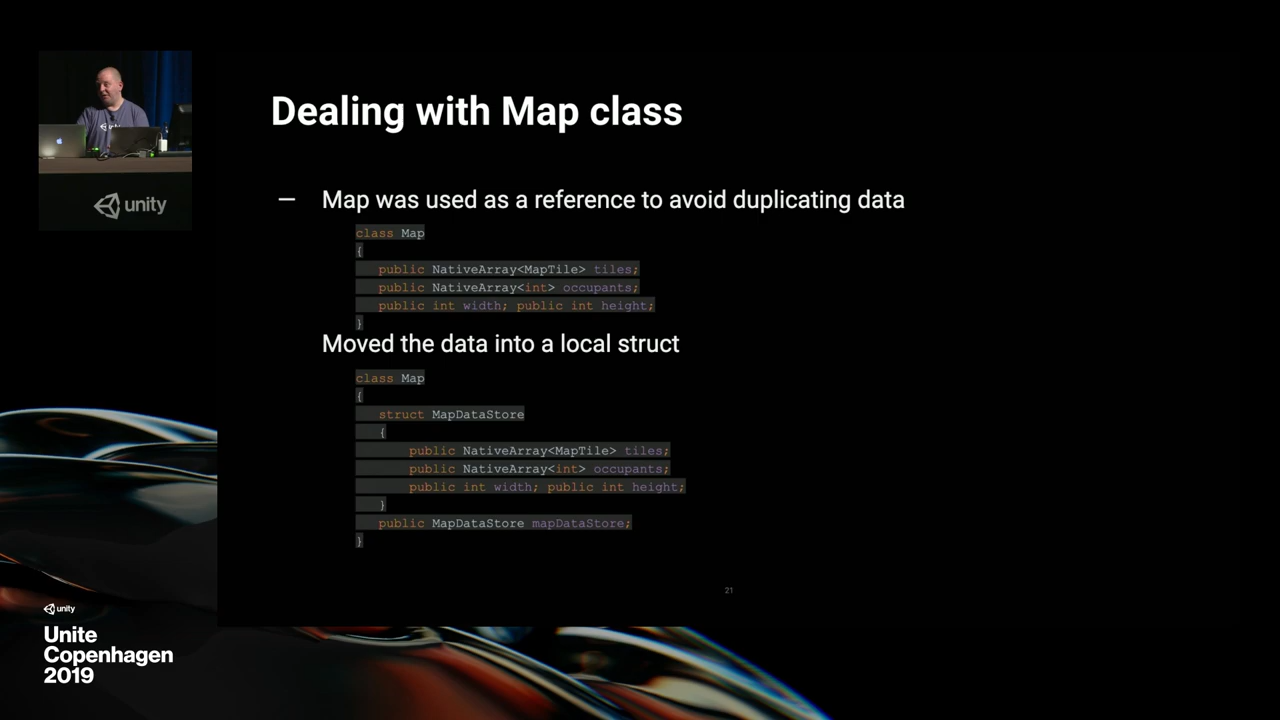 Dealing with Map class
— Map was used as a reference to avoid duplicating data
class Map
{
public NativeArray<MapTile> tiles;
public NativeArray<int> occupants;
public int width; public int height;
}
Moved the data into a local struct
class Map
{
struct MapDataStore
{
public NativeArray<MapTile> tiles;
public NativeArray<int> occupants;
public int width; public int height;
}
public MapDataStore mapDataStore;
}
21
unity
unity
Unite
Copenhagen
2019